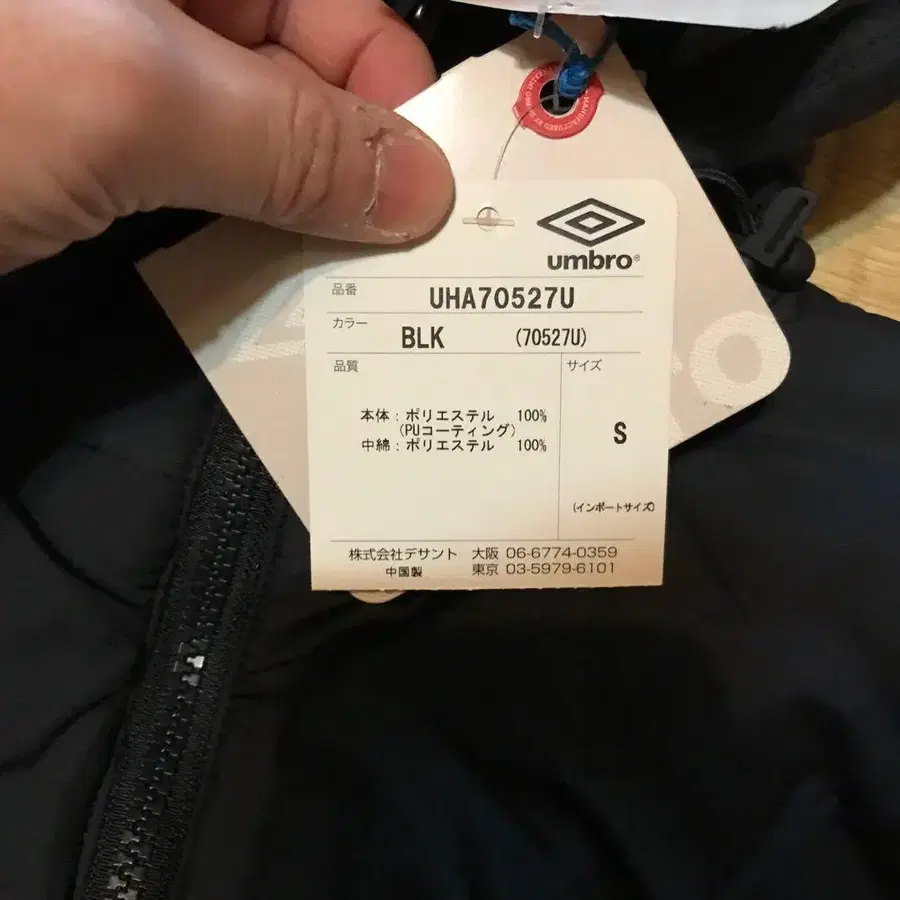 umbro®
品番 UHA70527U
カラー BLK (70527U)
品質 サイズ
本体:ポリエステル 100%
(PUコーティング)
中綿:ポリエステル 100%
S
(インポートサイズ)
株式会社デサント 大阪 06-6774-0359
中国製 東京 03-5979-6101